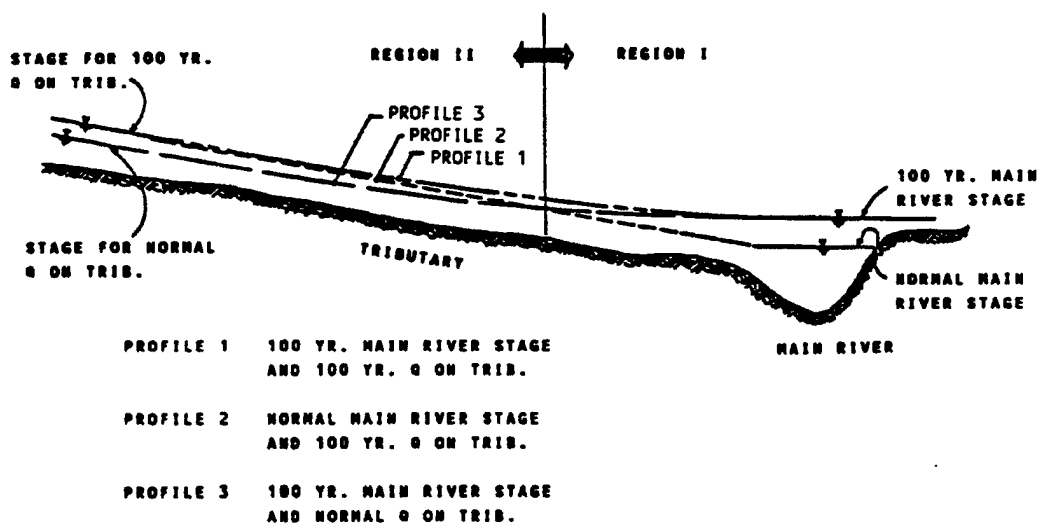 REGION II
REGION I
STAGE FOR 100 YR.
Q ON TRIB.
PROFILE 3
PROFILE 2
PROFILE 1
100 YR. MAIN
RIVER STAGE
STAGE FOR NORMAL
Q ON TRIB.
TRIBUTARY
NORMAL MAIN
RIVER STAGE
MAIN RIVER
PROFILE 1 100 YR. MAIN RIVER STAGE
AND 100 YR. Q ON TRIB.
PROFILE 2 NORMAL MAIN RIVER STAGE
AND 100 YR. Q ON TRIB.
PROFILE 3 100 YR. MAIN RIVER STAGE
AND NORMAL Q ON TRIB.